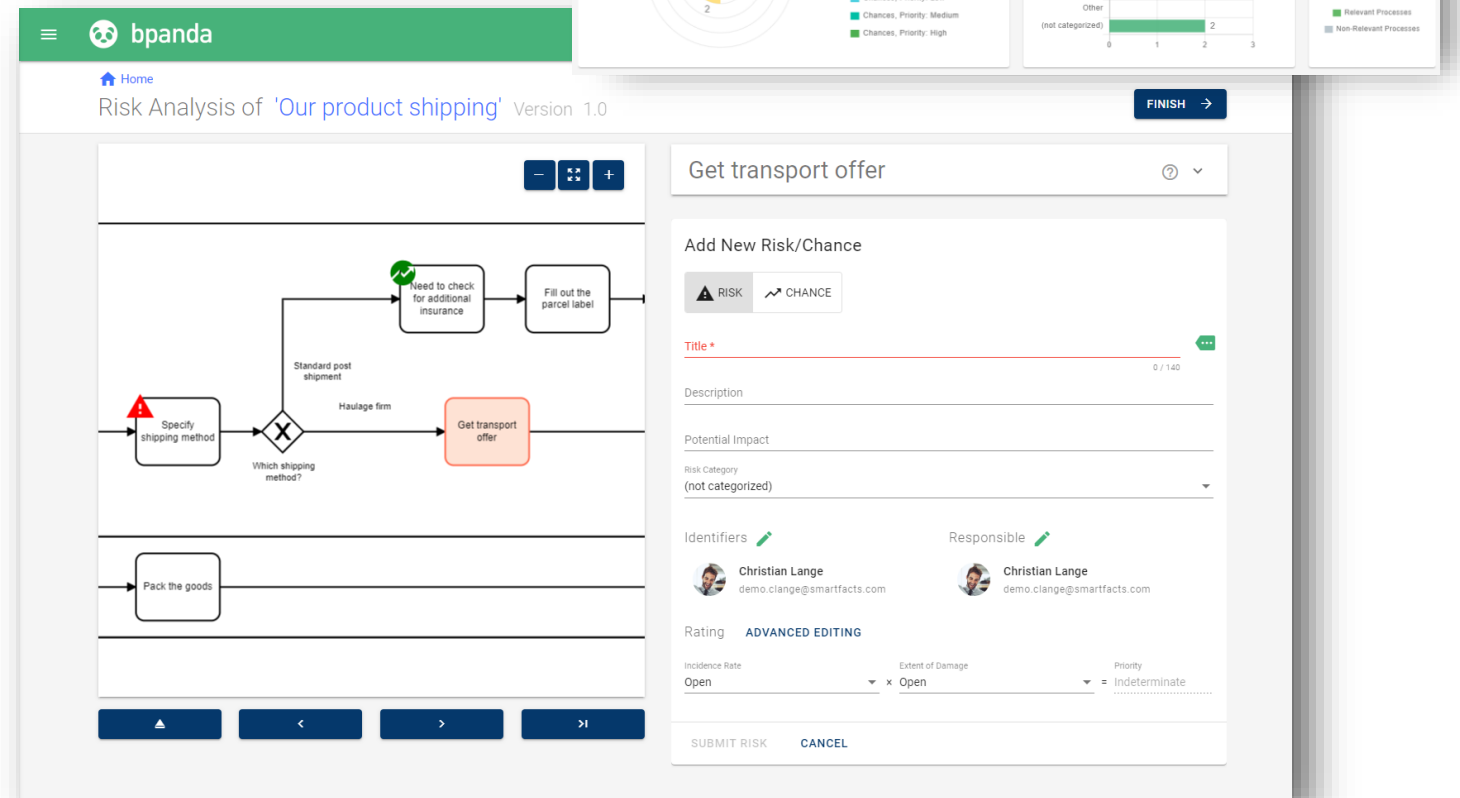 2
Chances, Priority: Medium
Chances, Priority: High
Other
(not categorized)
2
0 1 2 3
Relevant Processes
Non-Relevant Processes
bpanda
Home
Risk Analysis of 'Our product shipping' Version 1.0
FINISH
Get transport offer
Need to check
for additional
insurance
Fill out the
parcel label
Standard post
shipment
Haulage firm
Specify
shipping method
X
Which shipping
method?
Get transport
offer
Pack the goods
Add New Risk/Chance
RISK
CHANCE
Title *
0 / 140
Description
Potential Impact
Risk Category
(not categorized)
Identifiers
Responsible
Christian Lange
demo.clange@smartfacts.com
Christian Lange
demo.clange@smartfacts.com
Rating ADVANCED EDITING
Incidence Rate
Open
×
Extent of Damage
Open
=
Priority
Indeterminate
SUBMIT RISK CANCEL